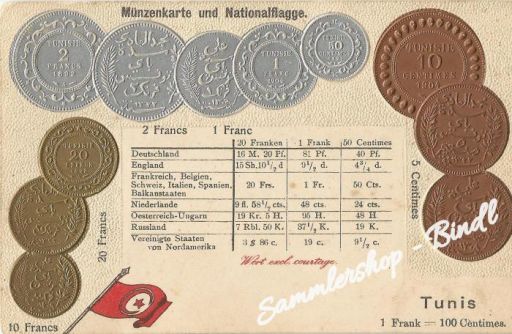 Münzenkarte und Nationalflagge.
TUNISIE
2
FRANCS
TUNISIE
TUNISIE
50
TUNISIE
10
CENTIMES
TUNISIE
20
2 Francs 1 Franc
20 Franken 1 Frank 50 Centimes
Deutschland 16 M. 20 Pf. 81 Pf. 40 Pf.
England 15 Sh. 10½ d 9½ d. 4¾ d.
Frankreich, Belgien, Schweiz, Italien, Spanien, Balkanstaaten 20 Frs. 1 Fr. 50 cts.
Niederlande 9 fl. 58½ cts 48 cts 24 cts
Oesterreich-Ungarn 19 Kr. 5 H. 95 H 48 H.
Russland 7 Rbl. 50 K. 37½ K 19 K.
Vereinigte Staaten von Nordamerika 3 $ 86 c. 19 c. 9½ c.
Wert excl. courtage.
5 Centimes
20 Francs
10 Francs
Sammlershop - Bindl
Tunis
1 Frank = 100 Centimes.